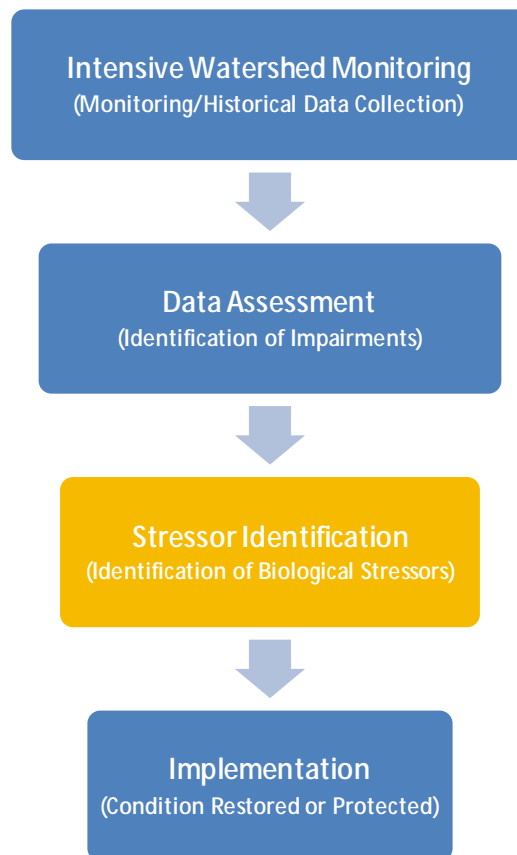 Intensive Watershed Monitoring
(Monitoring/Historical Data Collection)
Data Assessment
(Identification of Impairments)
Stressor Identification
(Identification of Biological Stressors)
Implementation
(Condition Restored or Protected)